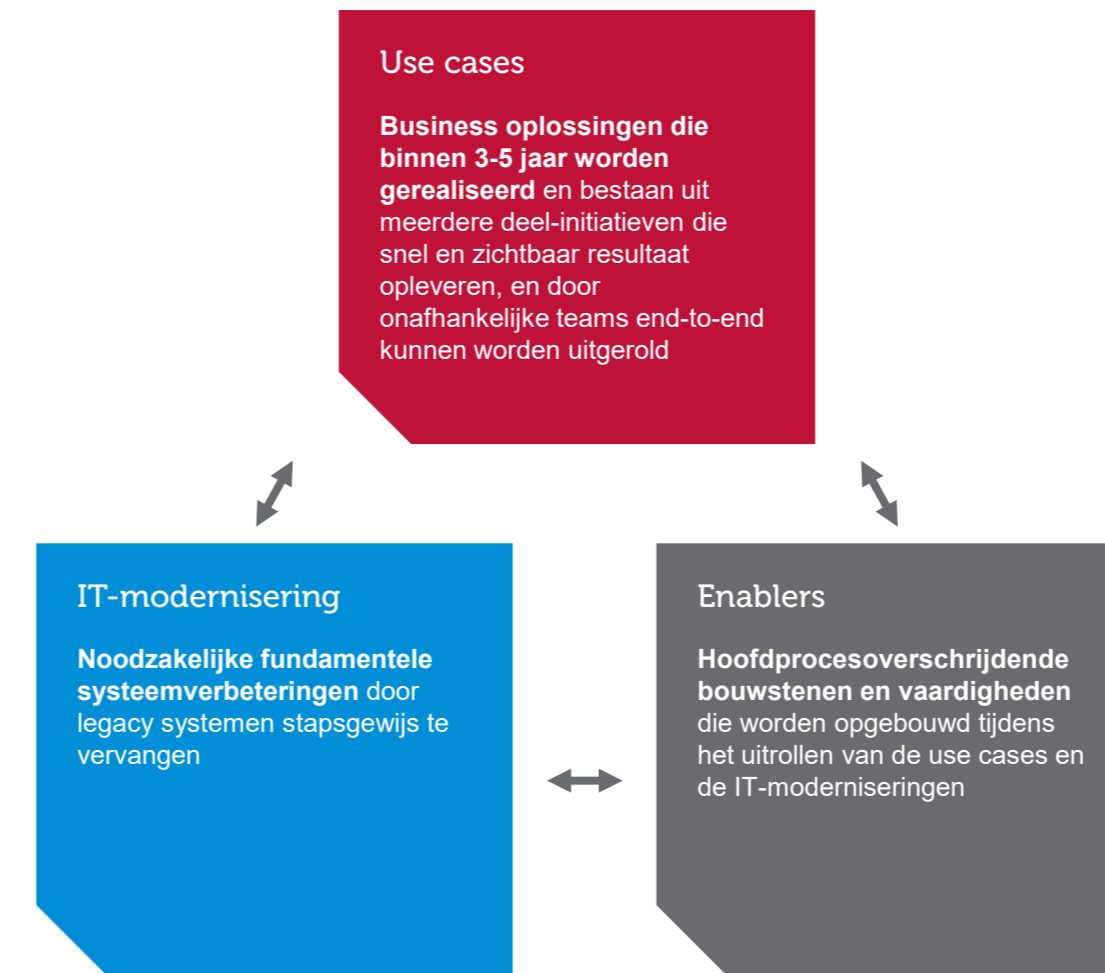 Use cases
Business oplossingen die
binnen 3-5 jaar worden
gerealiseerd en bestaan uit
meerdere deel-initiatieven die
snel en zichtbaar resultaat
opleveren, en door
onafhankelijke teams end-to-end
kunnen worden uitgerold
IT-modernisering
Noodzakelijke fundamentele
systeemverbeteringen door
legacy systemen stapsgewijs te
vervangen
Enablers
Hoofdprocesoverschrijdende
bouwstenen en vaardigheden
die worden opgebouwd tijdens
het uitrollen van de use cases en
de IT-moderniseringen